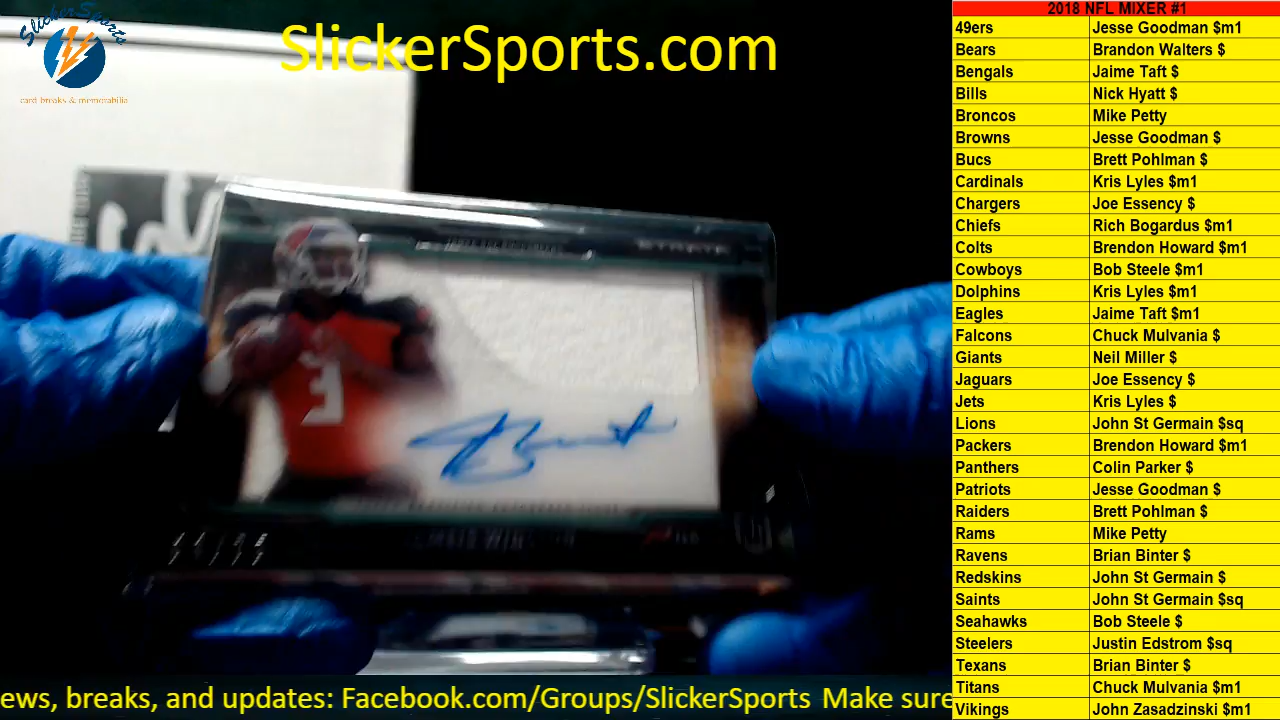 SlickerSports
card breaks & memorabilia
SlickerSports.com
3
ews, breaks, and updates: Facebook.com/Groups/SlickerSports Make sure
2018 NFL MIXER #1
49ers Jesse Goodman $m1
Bears Brandon Walters $
Bengals Jaime Taft $
Bills Nick Hyatt $
Broncos Mike Petty
Browns Jesse Goodman $
Bucs Brett Pohlman $
Cardinals Kris Lyles $m1
Chargers Joe Essency $
Chiefs Rich Bogardus $m1
Colts Brendon Howard $m1
Cowboys Bob Steele $m1
Dolphins Kris Lyles $m1
Eagles Jaime Taft $m1
Falcons Chuck Mulvania $
Giants Neil Miller $
Jaguars Joe Essency $
Jets Kris Lyles $
Lions John St Germain $sq
Packers Brendon Howard $m1
Panthers Colin Parker $
Patriots Jesse Goodman $
Raiders Brett Pohlman $
Rams Mike Petty
Ravens Brian Binter $
Redskins John St Germain $
Saints John St Germain $sq
Seahawks Bob Steele $
Steelers Justin Edstrom $sq
Texans Brian Binter $
Titans Chuck Mulvania $m1
Vikings John Zasadzinski $m1